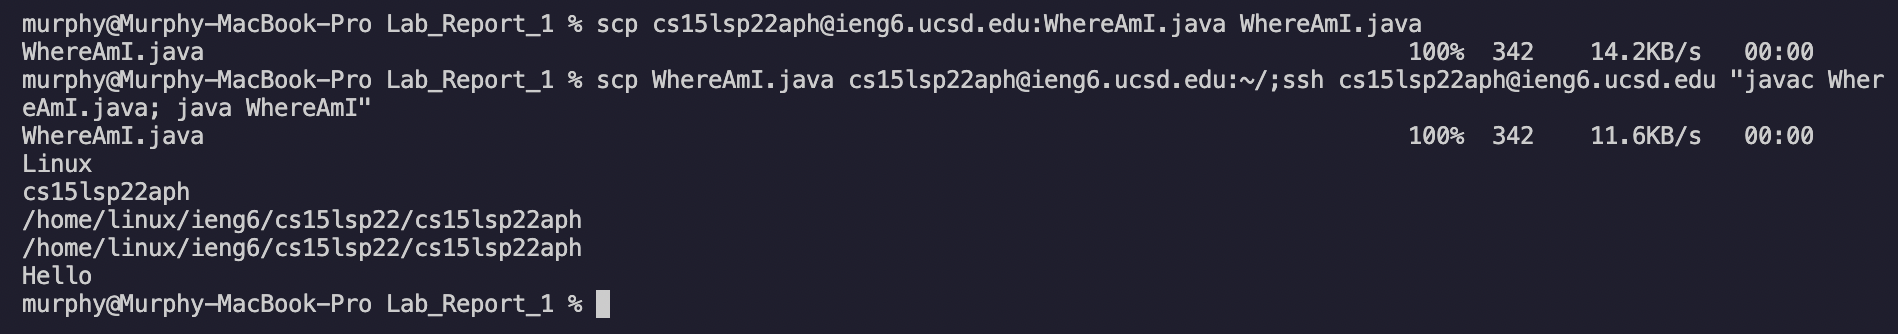 murphy@Murphy-MacBook-Pro Lab_Report_1 % scp cs15lsp22aph@ieng6.ucsd.edu:WhereAmI.java WhereAmI.java
WhereAmI.java 100% 342 14.2KB/s 00:00
murphy@Murphy-MacBook-Pro Lab_Report_1 % scp WhereAmI.java cs15lsp22aph@ieng6.ucsd.edu:~/;ssh cs15lsp22aph@ieng6.ucsd.edu "javac Wher
eAmI.java; java WhereAmI"
WhereAmI.java 100% 342 11.6KB/s 00:00
Linux
cs15lsp22aph
/home/linux/ieng6/cs15lsp22/cs15lsp22aph
/home/linux/ieng6/cs15lsp22/cs15lsp22aph
Hello
murphy@Murphy-MacBook-Pro Lab_Report_1 %